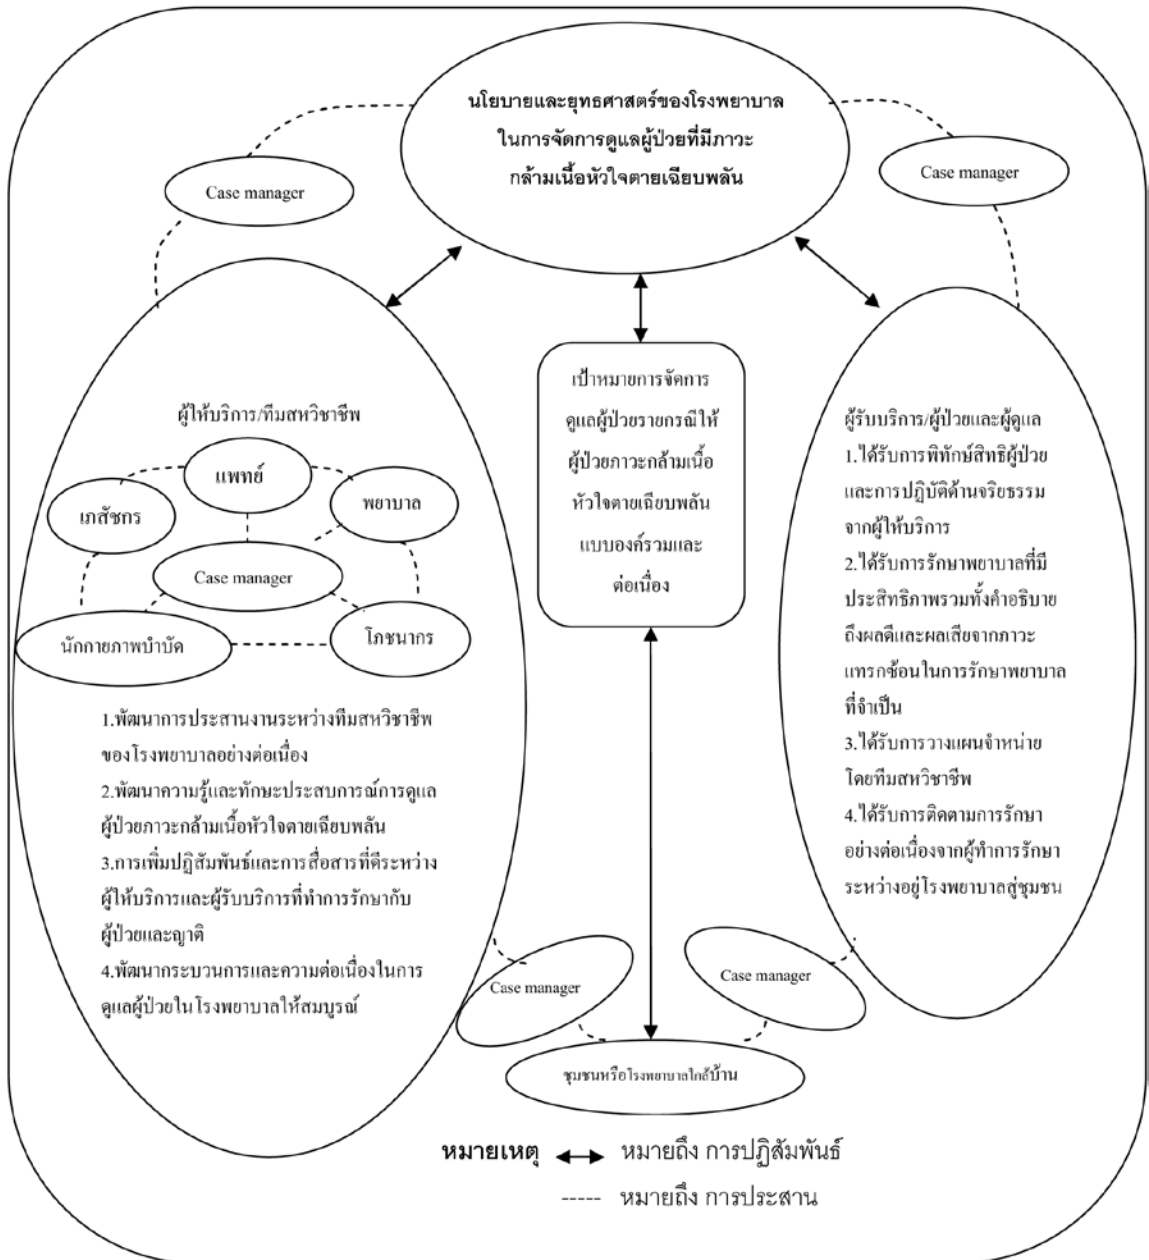 นโยบายและยุทธศาสตร์ของโรงพยาบาล
ในการจัดการดูแลผู้ป่วยที่มีภาวะ
กล้ามเนื้อหัวใจตายเฉียบพลัน
Case manager
Case manager
ผู้ให้บริการ/ทีมสหวิชาชีพ
แพทย์
เภสัชกร
พยาบาล
Case manager
นักกายภาพบำบัด
โภชนากร
1.พัฒนาการประสานงานระหว่างทีมสหวิชาชีพ
ของโรงพยาบาลอย่างต่อเนื่อง
2.พัฒนาความรู้และทักษะประสบการณ์การดูแล
ผู้ป่วยภาวะกล้ามเนื้อหัวใจตายเฉียบพลัน
3.การเพิ่มปฏิสัมพันธ์และการสื่อสารที่ดีระหว่าง
ผู้ให้บริการและผู้รับบริการที่ทำการรักษากับ
ผู้ป่วยและญาติ
4.พัฒนากระบวนการและความต่อเนื่องในการ
ดูแลผู้ป่วยในโรงพยาบาลให้สมบูรณ์
เป้าหมายการจัดการ
ดูแลผู้ป่วยรายกรณีให้
ผู้ป่วยภาวะกล้ามเนื้อ
หัวใจตายเฉียบพลัน
แบบองค์รวมและ
ต่อเนื่อง
ผู้รับบริการ/ผู้ป่วยและผู้ดูแล
1.ได้รับการพิทักษ์สิทธิผู้ป่วย
และการปฏิบัติด้านจริยธรรม
จากผู้ให้บริการ
2.ได้รับการรักษาพยาบาลที่มี
ประสิทธิภาพรวมทั้งคำอธิบาย
ถึงผลดีและผลเสียจากภาวะ
แทรกซ้อนในการรักษาพยาบาล
ที่จำเป็น
3.ได้รับการวางแผนจำหน่าย
โดยทีมสหวิชาชีพ
4.ได้รับการติดตามการรักษา
อย่างต่อเนื่องจากผู้ทำการรักษา
ระหว่างอยู่โรงพยาบาลสู่ชุมชน
Case manager
Case manager
ชุมชนหรือโรงพยาบาลใกล้บ้าน
หมายเหตุ หมายถึง การปฏิสัมพันธ์
----- หมายถึง การประสาน